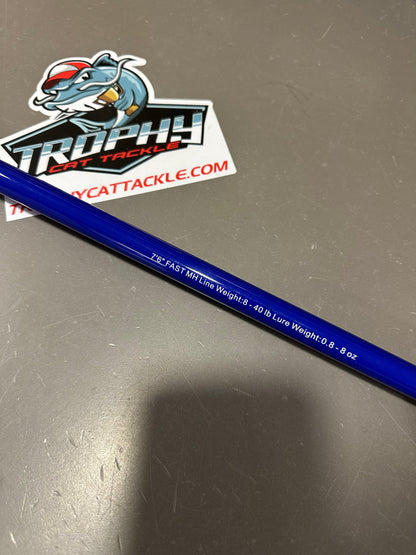 TROPHY
CAT TACKLE
TROPHYCATTACKLE.COM
7'6" FAST MH Line Weight:8 - 40 lb Lure Weight:0.8 - 8 oz